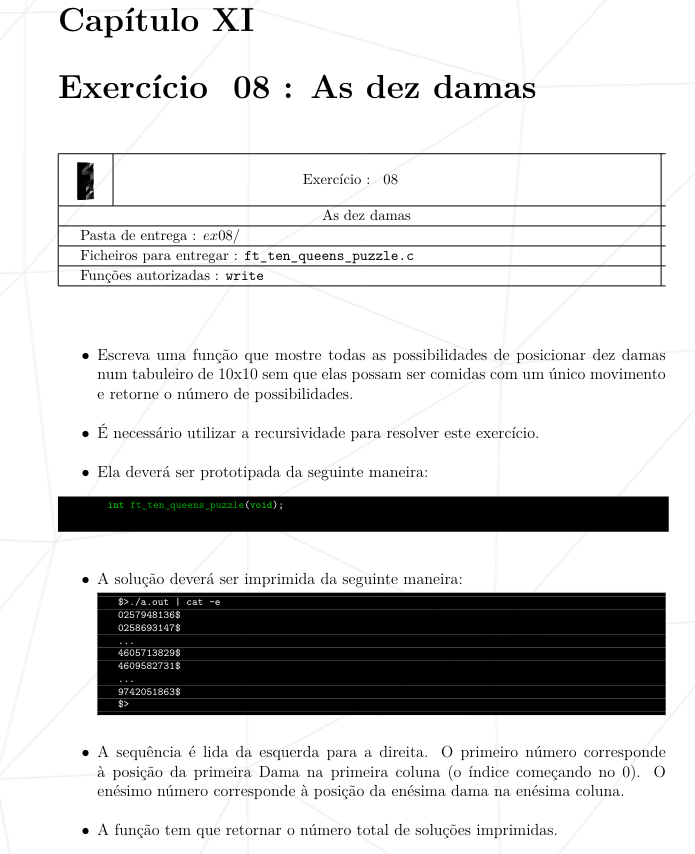 Capítulo XI
Exercício 08 : As dez damas
Exercício : 08
As dez damas
Pasta de entrega : ex08/
Ficheiros para entregar : ft_ten_queens_puzzle.c
Funções autorizadas : write
• Escreva uma função que mostre todas as possibilidades de posicionar dez damas
num tabuleiro de 10x10 sem que elas possam ser comidas com um único movimento
e retorne o número de possibilidades.
• É necessário utilizar a recursividade para resolver este exercício.
• Ela deverá ser prototipada da seguinte maneira:
int ft_ten_queens_puzzle(void);
• A solução deverá ser imprimida da seguinte maneira:
$>./a.out | cat -e
0257948136$
0258693147$
...
4605713829$
4609582731$
...
9742051863$
$>
• A sequência é lida da esquerda para a direita. O primeiro número corresponde
à posição da primeira Dama na primeira coluna (o índice começando no 0). O
enésimo número corresponde à posição da enésima dama na enésima coluna.
• A função tem que retornar o número total de soluções imprimidas.